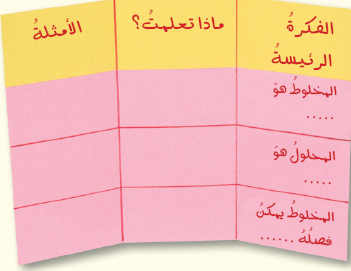 الفكرةُ الرئيسةُ
ماذا تعلمتُ؟
الأمثلةُ
المخلوطُ هوَ
.....
المحلولُ هوَ
.....
المخلوطُ يمكنُ
فصلُهُ ......